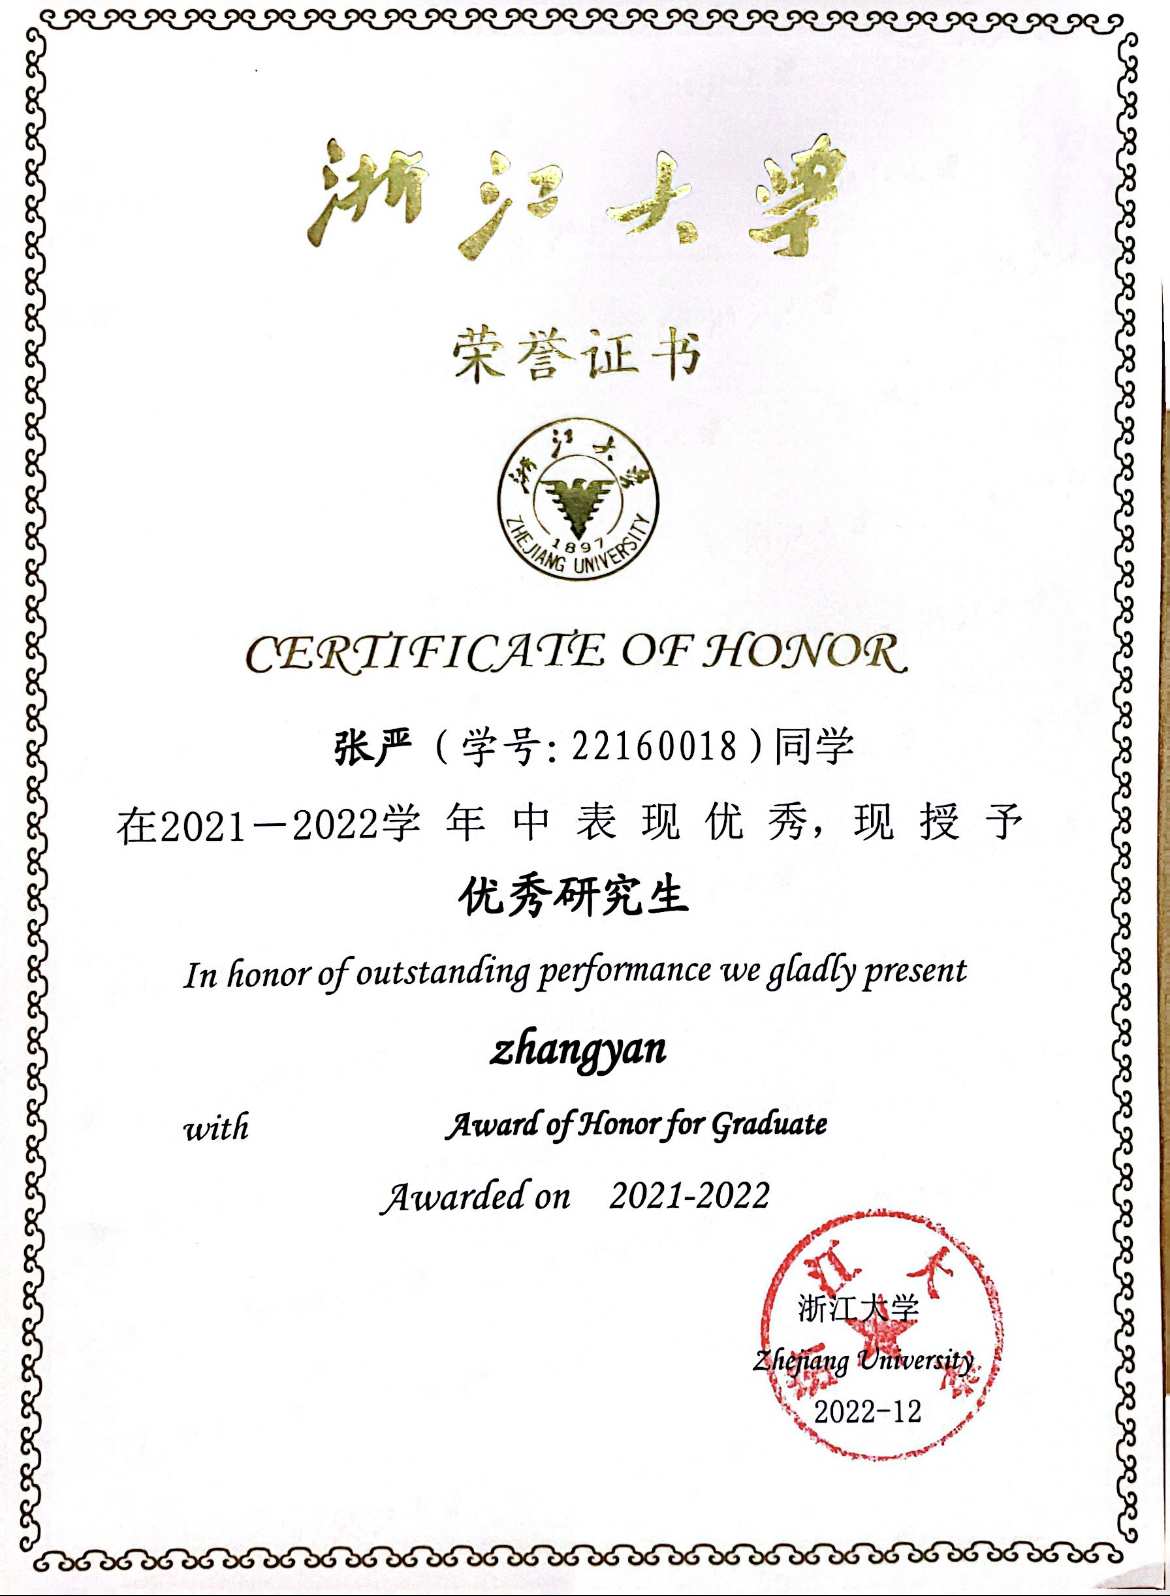 浙江大学
荣誉证书
浙江大学
1897
ZHEJIANG UNIVERSITY
CERTIFICATE OF HONOR
张严（学号: 22160018）同学
在2021－2022学年中表现优秀，现授予
优秀研究生
In honor of outstanding performance we gladly present
zhangyan
with Award of Honor for Graduate
Awarded on 2021-2022
浙江大学
浙江大学
Zhejiang University
2022-12